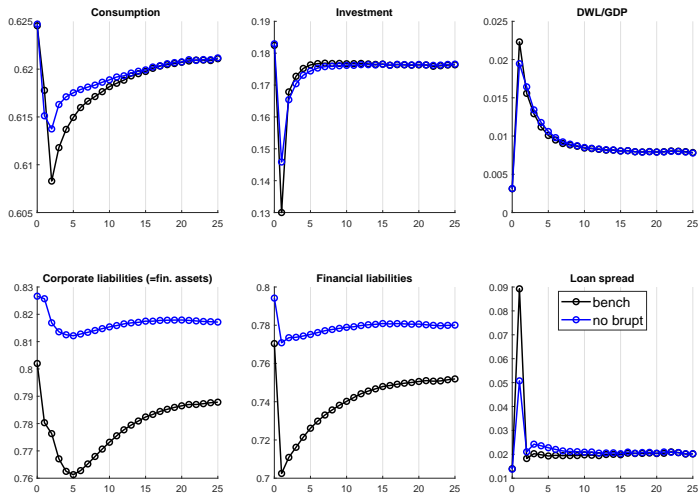 Consumption
0.625
0.62
0.615
0.61
0.605
0 5 10 15 20 25
Investment
0.19
0.18
0.17
0.16
0.15
0.14
0.13
0 5 10 15 20 25
DWL/GDP
0.025
0.02
0.015
0.01
0.005
0
0 5 10 15 20 25
Corporate liabilities (=fin. assets)
0.83
0.82
0.81
0.8
0.79
0.78
0.77
0.76
0 5 10 15 20 25
Financial liabilities
0.8
0.78
0.76
0.74
0.72
0.7
0 5 10 15 20 25
Loan spread
0.09
0.08
0.07
0.06
0.05
0.04
0.03
0.02
0.01
0 5 10 15 20 25
bench
no brupt